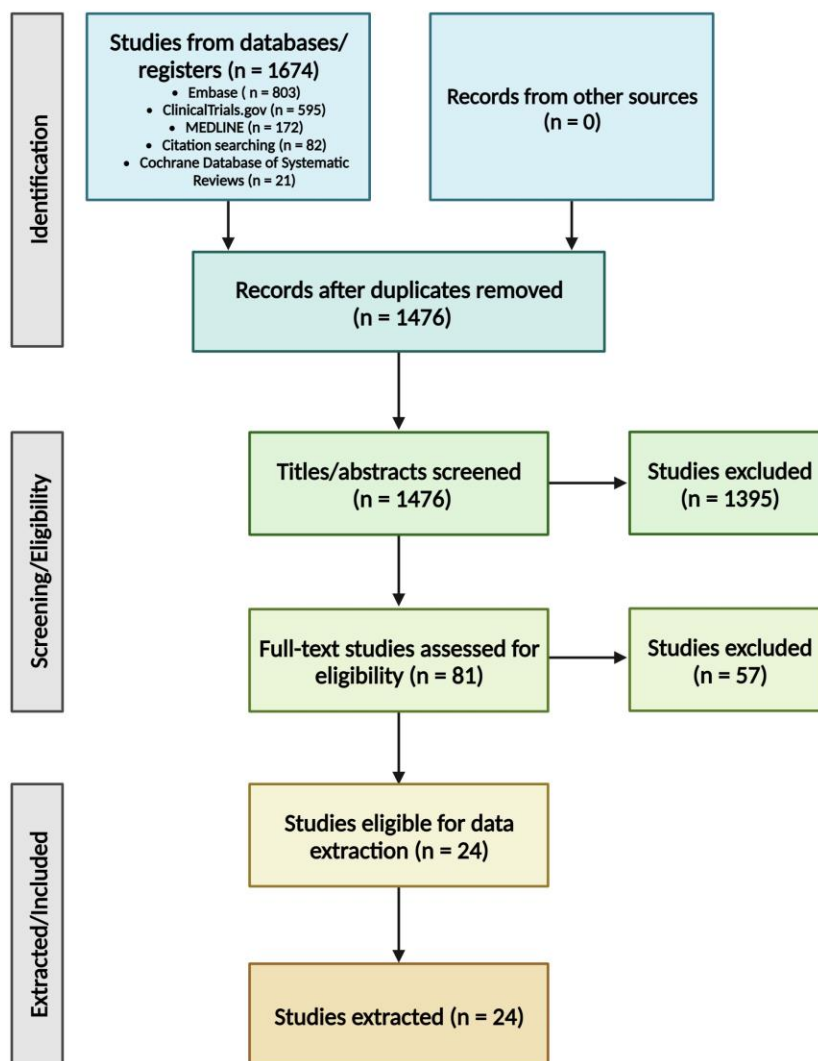 Identification
Studies from databases/
registers (n = 1674)
• Embase ( n = 803)
• ClinicalTrials.gov (n = 595)
• MEDLINE (n = 172)
• Citation searching (n = 82)
• Cochrane Database of Systematic
Reviews (n = 21)
Records from other sources
(n = 0)
Records after duplicates removed
(n = 1476)
Screening/Eligibility
Titles/abstracts screened
(n = 1476)
Studies excluded
(n = 1395)
Full-text studies assessed for
eligibility (n = 81)
Studies excluded
(n = 57)
Extracted/Included
Studies eligible for data
extraction (n = 24)
Studies extracted (n = 24)